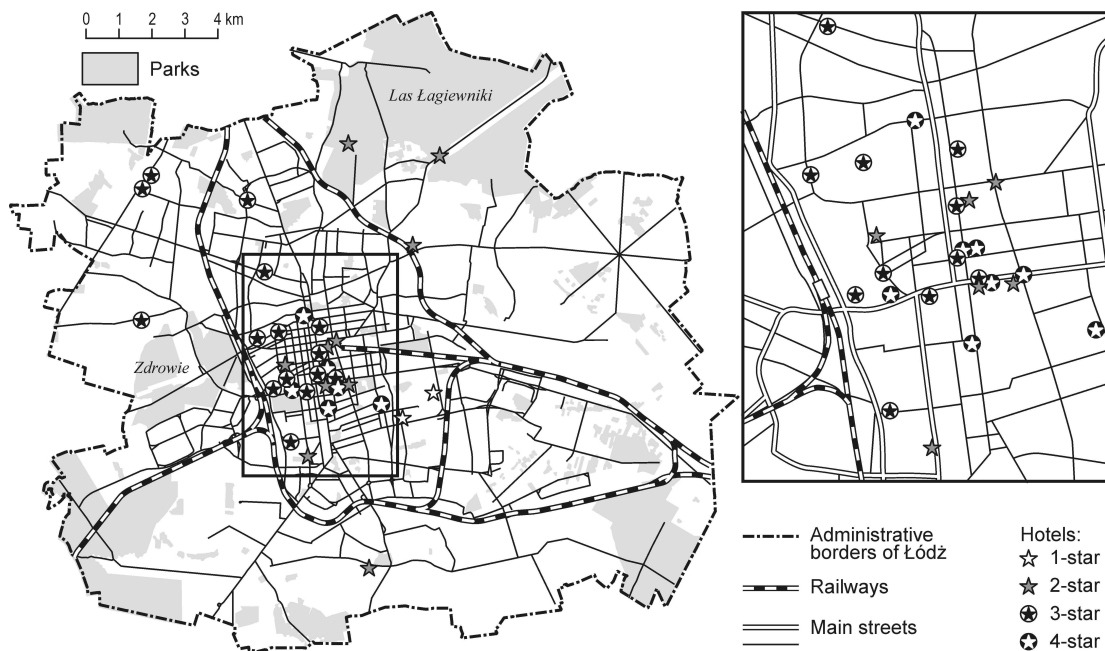 0 1 2 3 4 km
Parks
Las Łagiewniki
Zdrowie
Administrative
borders of Łódź
Railways
Main streets
Hotels:
1-star
2-star
3-star
4-star